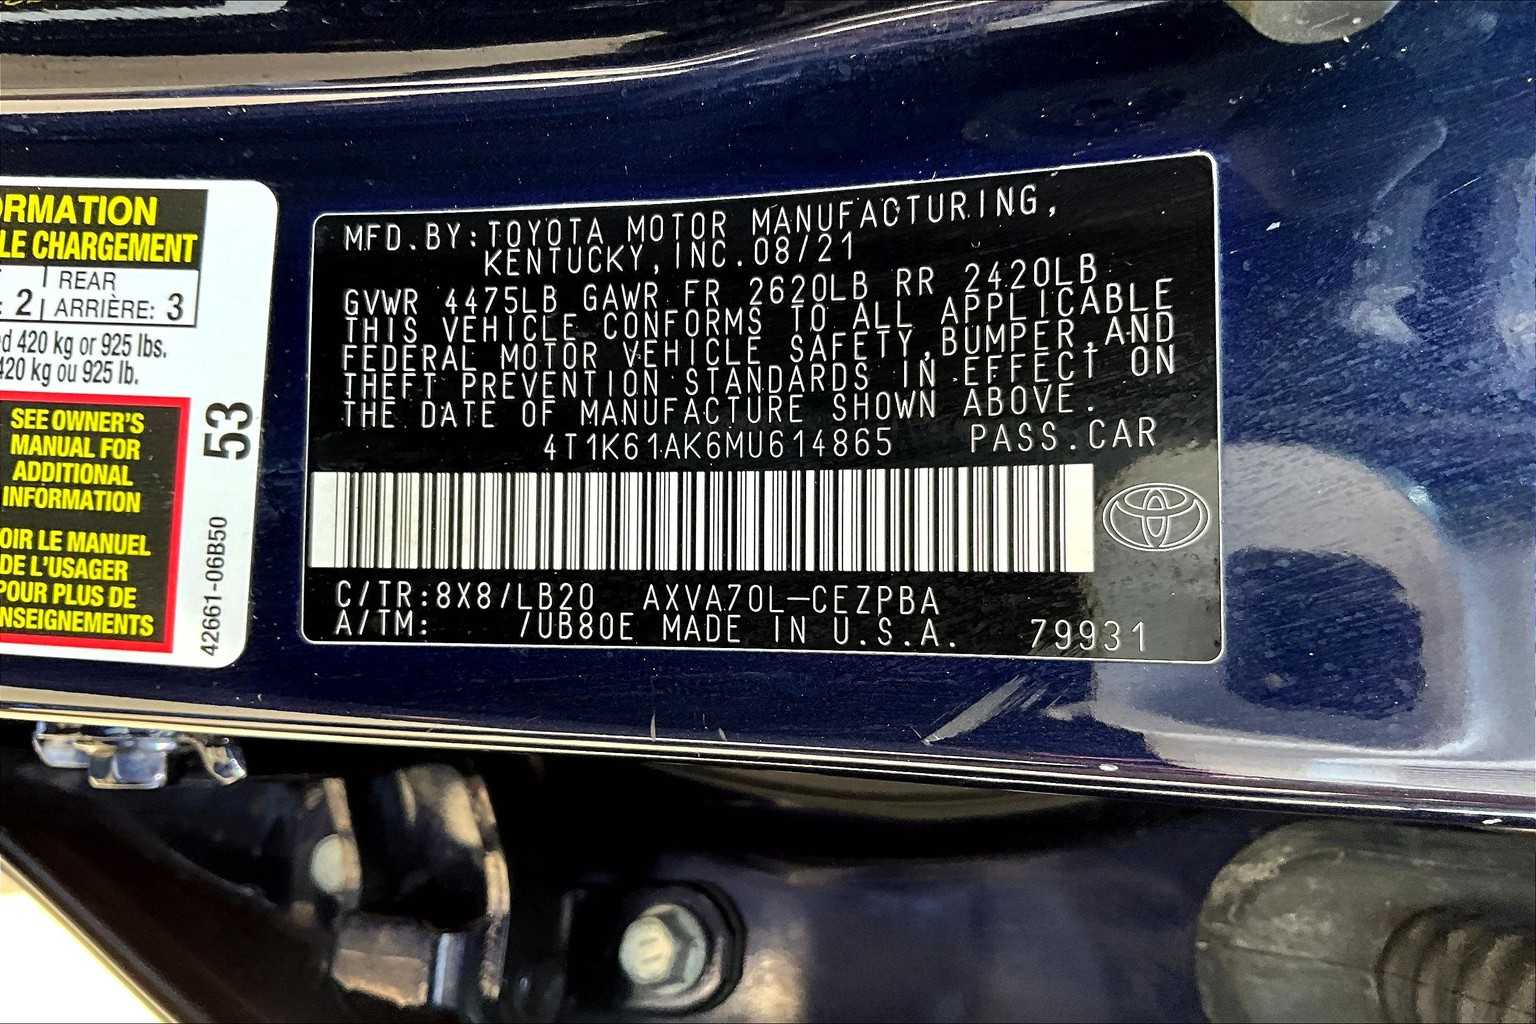 ORMATION
LE CHARGEMENT
REAR
: 2 ARRIÈRE: 3
d 420 kg or 925 lbs.
420 kg ou 925 lb.
SEE OWNER'S
MANUAL FOR
ADDITIONAL
INFORMATION
OIR LE MANUEL
DE L'USAGER
POUR PLUS DE
NSEIGNEMENTS
53
42661-06B50
MFD.BY:TOYOTA MOTOR MANUFACTURING,
KENTUCKY,INC.08/21
GVWR 4475LB GAWR FR 2620LB RR 2420LB
THIS VEHICLE CONFORMS TO ALL APPLICABLE
FEDERAL MOTOR VEHICLE SAFETY,BUMPER,AND
THEFT PREVENTION STANDARDS IN EFFECT ON
THE DATE OF MANUFACTURE SHOWN ABOVE.
4T1K61AK6MU614865 PASS.CAR
C/TR:8X8/LB20 AXVA70L-CEZPBA
A/TM: /UB80E MADE IN U.S.A. 79931